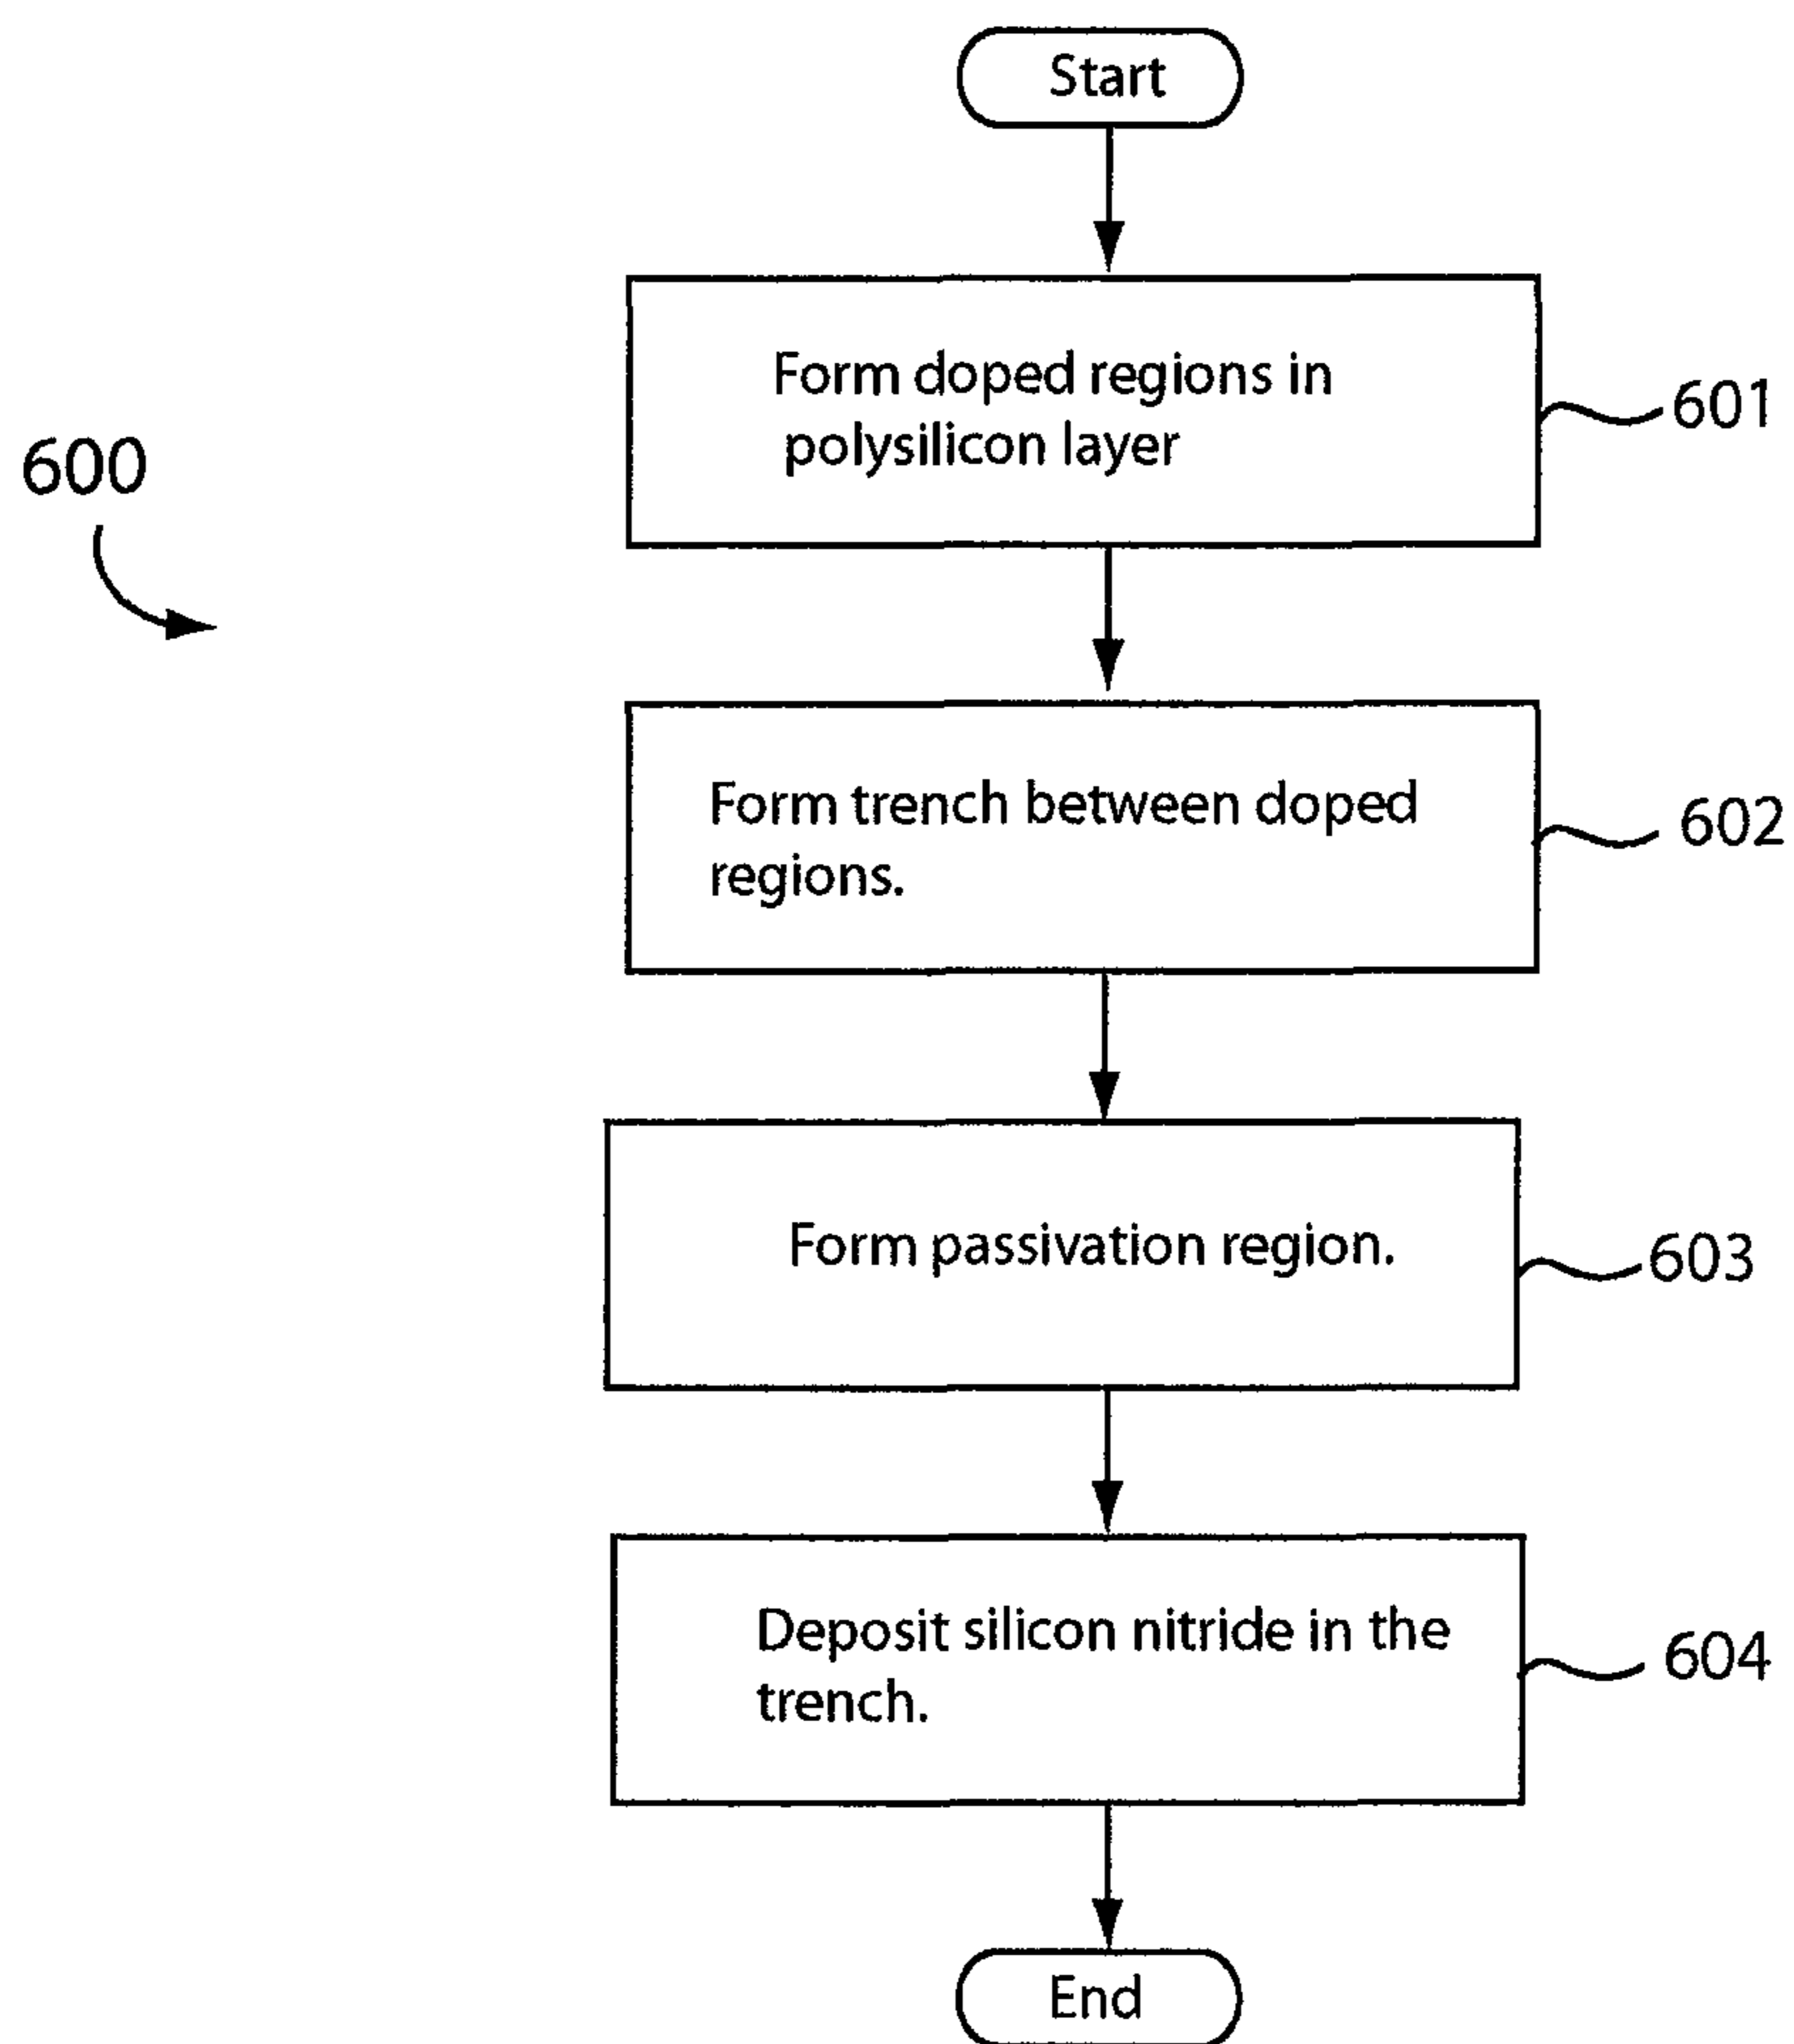 Start
Form doped regions in
polysilicon layer
601
600
Form trench between doped
regions.
602
Form passivation region.
603
Deposit silicon nitride in the
trench.
604
End